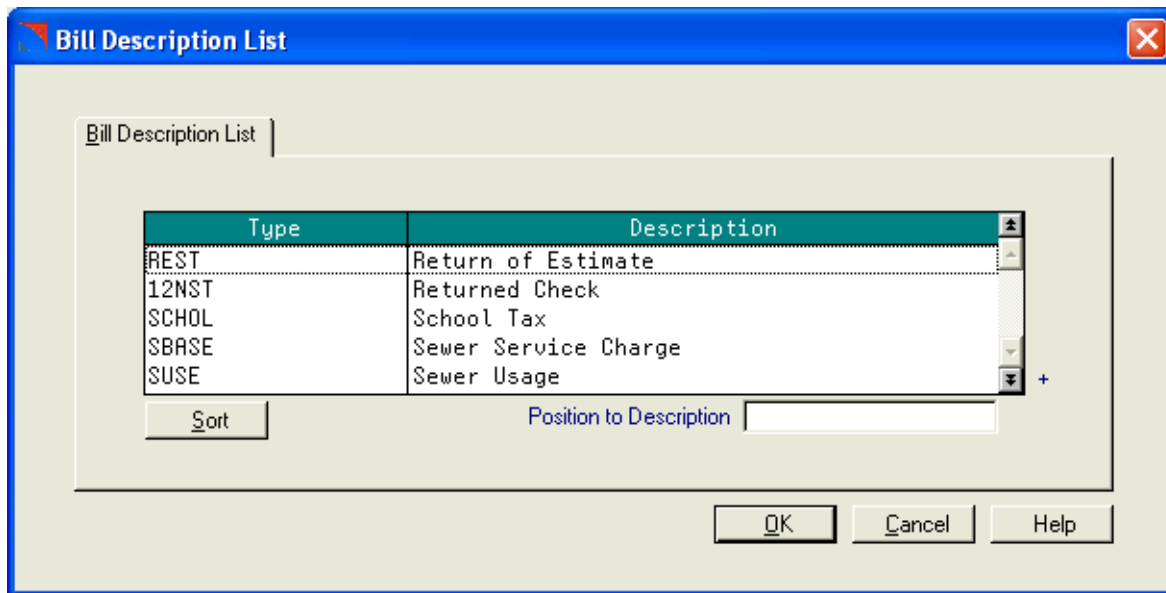 Bill Description List
Bill Description List
Type Description
REST Return of Estimate
12NST Returned Check
SCHOL School Tax
SBASE Sewer Service Charge
SUSE Sewer Usage
+
Sort Position to Description
OK Cancel Help